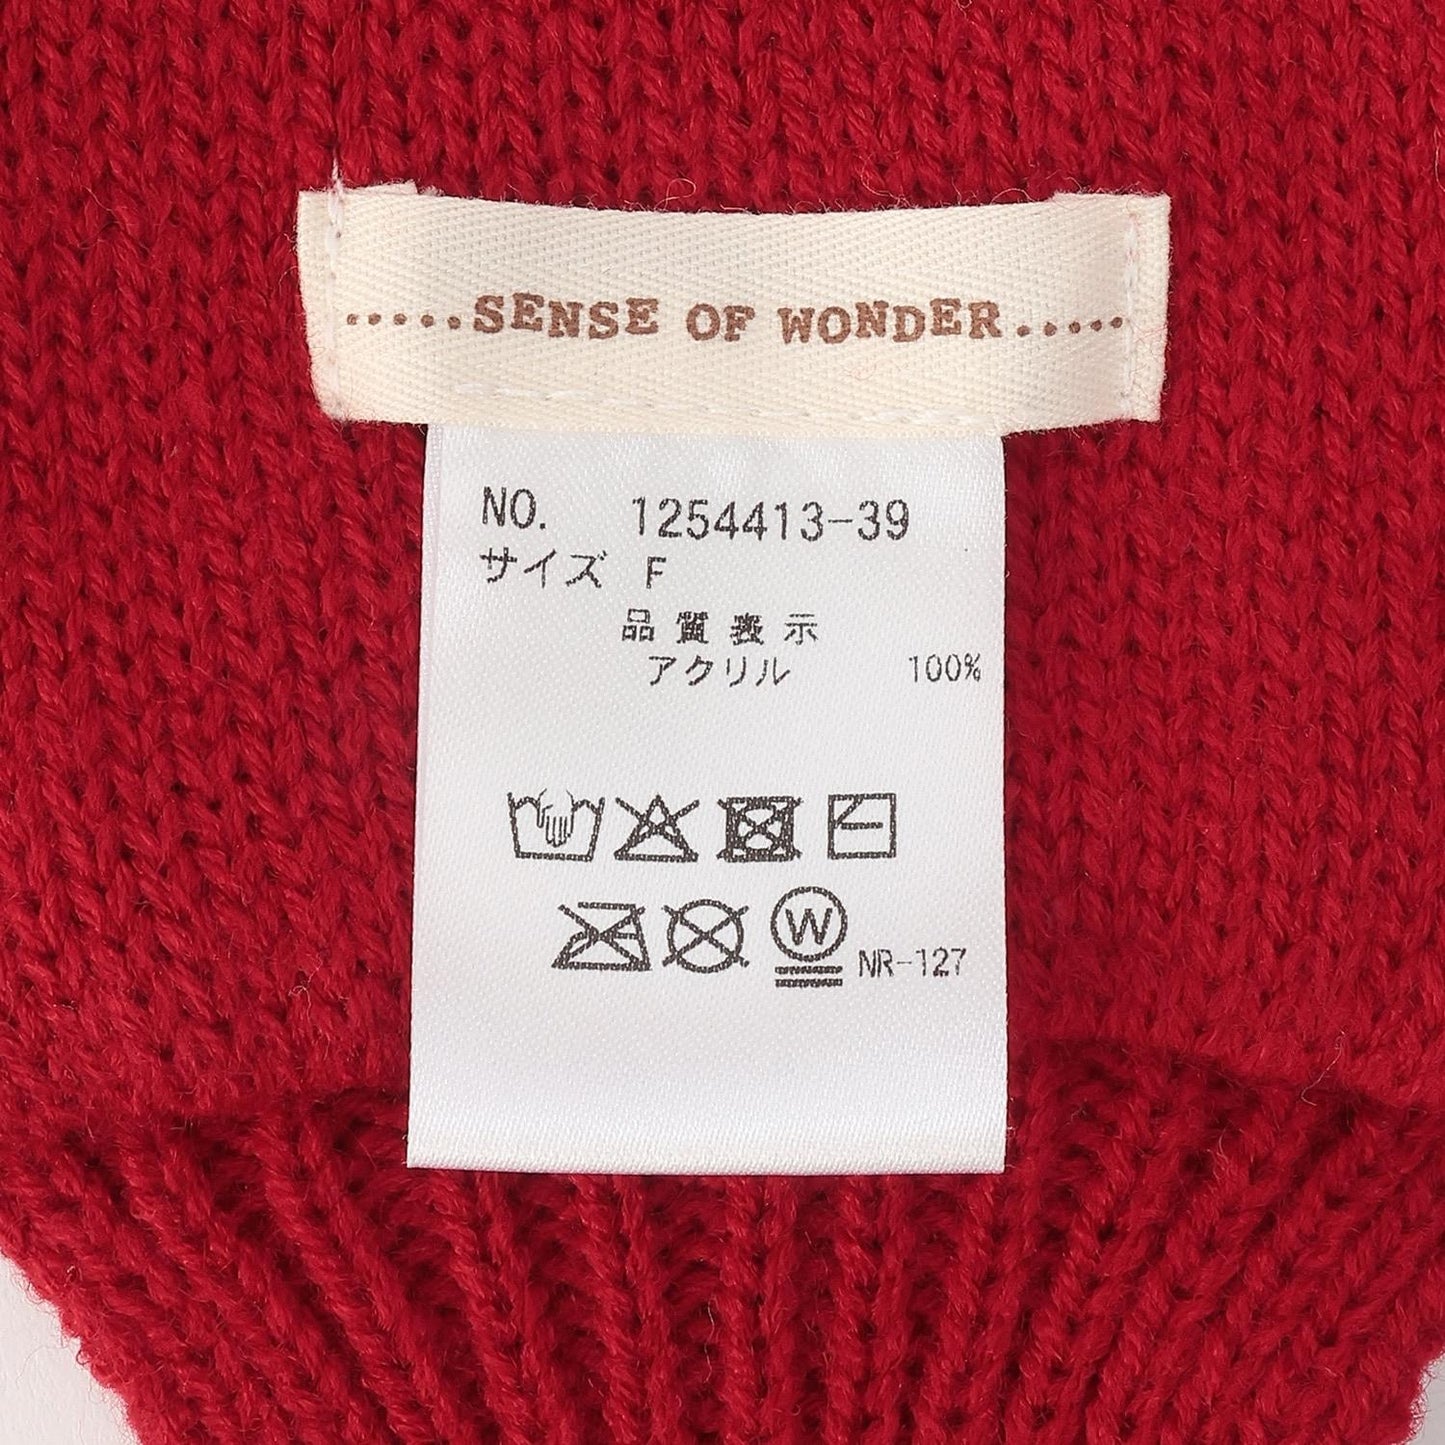 .....SENSE OF WONDER.....
NO. 1254413-39
サイズ F
品質表示
アクリル 100%
W NR-127